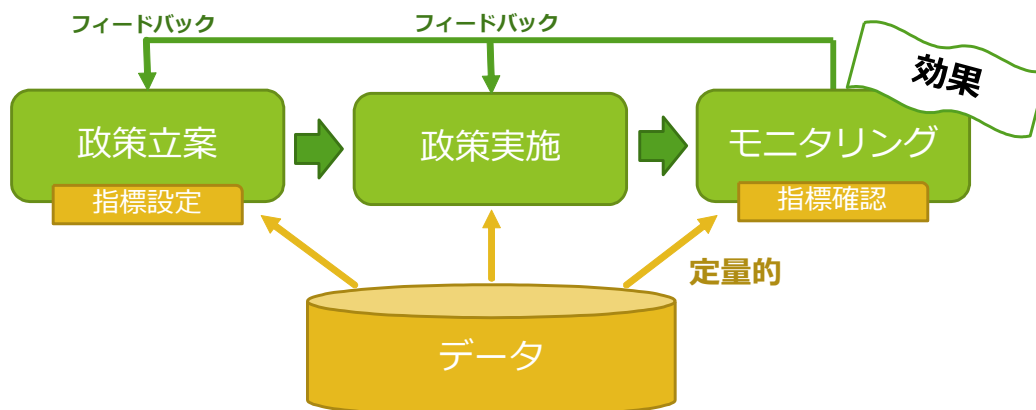 フィードバック
フィードバック
効果
政策立案
政策実施
モニタリング
指標設定
指標確認
定量的
データ